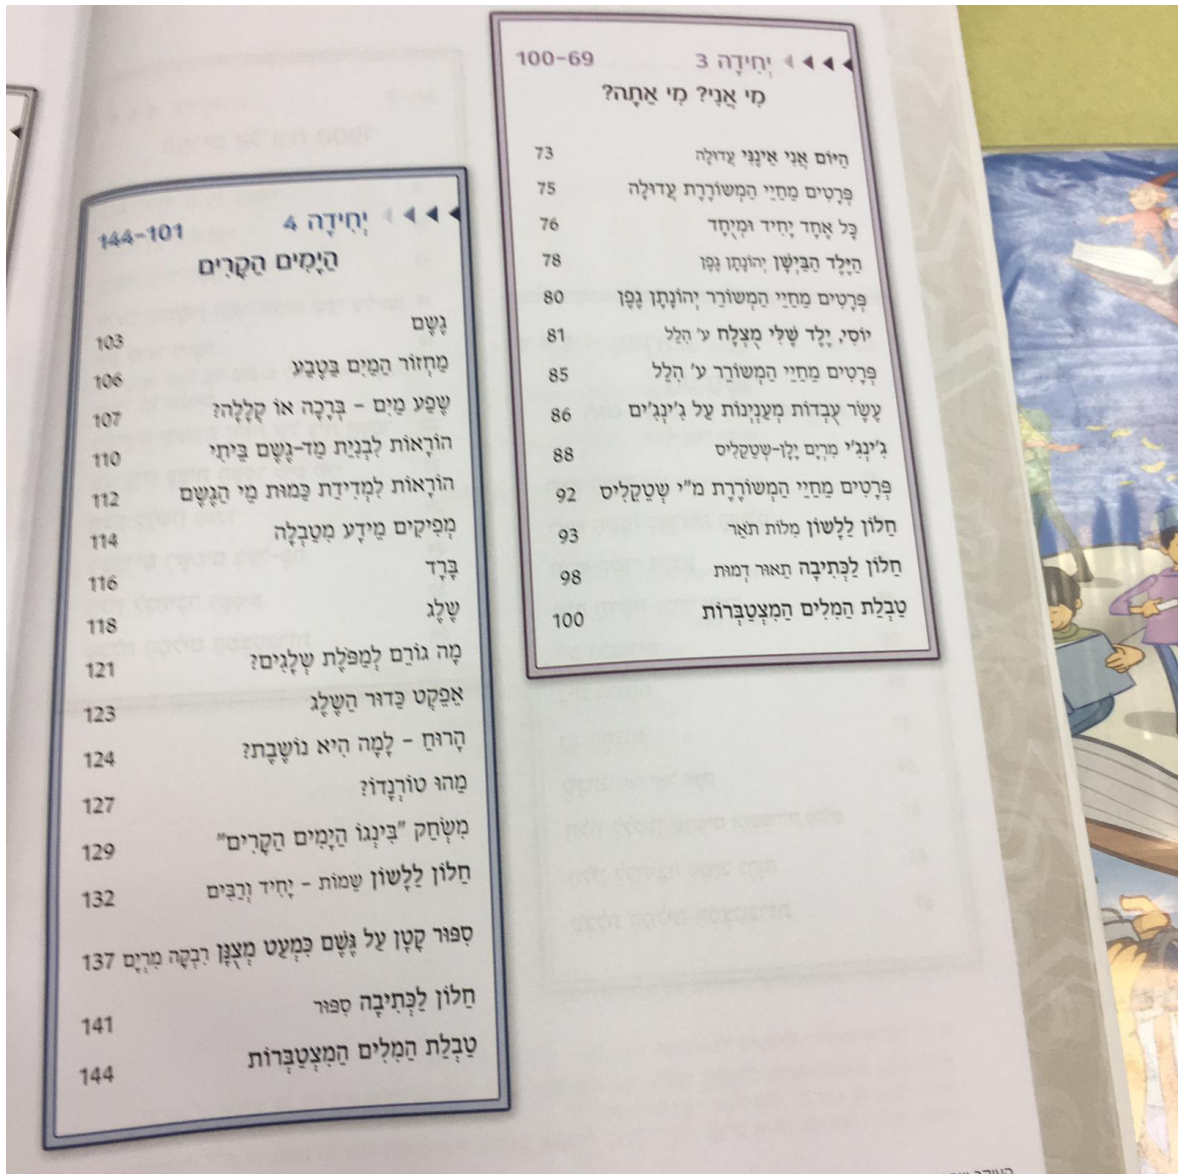 יְחִידָה 3 100-69
מִי אֲנִי? מִי אַתָּה?
הַיּוֹם אֲנִי אֵינֶנִּי עֲדוּלָה 73
פְּרָטִים מֵחַיֵּי הַמְּשׁוֹרֶרֶת עֲדוּלָה 75
כָּל אֶחָד יָחִיד וּמְיֻחָד 76
הַיֶּלֶד הַבַּיְשָׁן יְהוֹנָתָן גֶּפֶן 78
פְּרָטִים מֵחַיֵּי הַמְּשׁוֹרֵר יְהוֹנָתָן גֶּפֶן 80
יוֹסִי, יֶלֶד שֶׁלִּי מֻצְלָח ע' הִלֵּל 81
פְּרָטִים מֵחַיֵּי הַמְּשׁוֹרֵר ע' הִלֵּל 85
עֶשֶׂר עֻבְדוֹת מְעַנְיְנוֹת עַל גִ'ינְגִ'ים 86
גִ'ינְגִ'י מִרְיָם יָלָן-שְׁטֵקְלִיס 88
פְּרָטִים מֵחַיֵּי הַמְּשׁוֹרֶרֶת מ"י שְׁטֵקְלִיס 92
חַלּוֹן לַלָּשׁוֹן מִלּוֹת תֹּאַר 93
חַלּוֹן לַכְּתִיבָה תֵּאוּר דְּמוּת 98
טַבְלַת הַמִּלִּים הַמִּצְטַבְּרוֹת 100
יְחִידָה 4 144-101
הַיָּמִים הַקָּרִים
גֶּשֶׁם 103
מַחְזוֹר הַמַּיִם בַּטֶּבַע 106
שֶׁפַע מַיִם – בְּרָכָה אוֹ קְלָלָה? 107
הוֹרָאוֹת לִבְנִיַּת מַד-גֶּשֶׁם בֵּיתִי 110
הוֹרָאוֹת לִמְדִידַת כַּמּוּת מֵי הַגֶּשֶׁם 112
מְפִיקִים מֵידָע מִטַּבְלָה 114
בָּרָד 116
שֶׁלֶג 118
מָה גוֹרֵם לְמַפֹּלֶת שְׁלָגִים? 121
אֶפֶקְט כַּדּוּר הַשֶּׁלֶג 123
הָרוּחַ – לָמָּה הִיא נוֹשֶׁבֶת? 124
מַהוּ טוֹרְנָדוֹ? 127
מִשְׂחַק "בִּינְגוֹ הַיָּמִים הַקָּרִים" 129
חַלּוֹן לַלָּשׁוֹן שֵׁמוֹת – יָחִיד וְרַבִּים 132
סִפּוּר קָטָן עַל גֶּשֶׁם כִּמְעַט מְצֻנָּן רִבְקָה מִרְיָם 137
חַלּוֹן לַכְּתִיבָה סִפּוּר 141
טַבְלַת הַמִּלִּים הַמִּצְטַבְּרוֹת 144